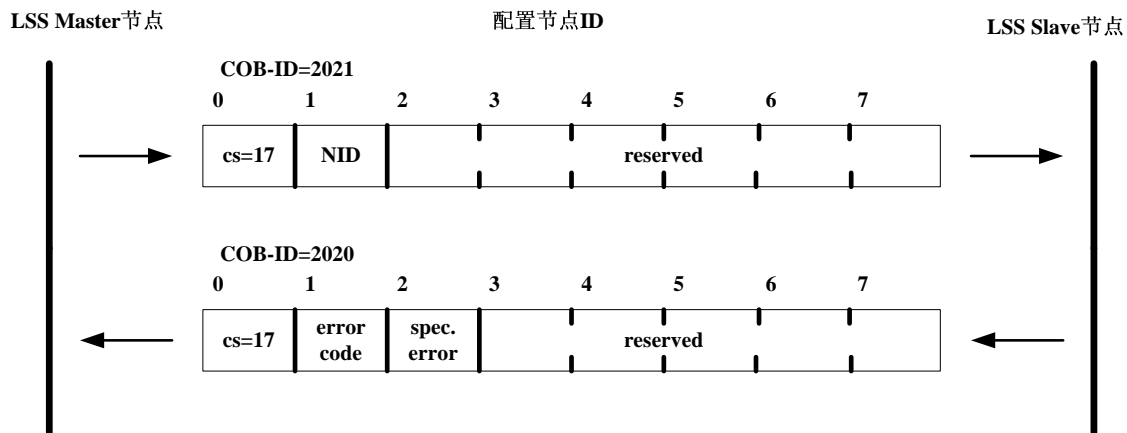 LSS Master节点
配置节点ID
LSS Slave节点
COB-ID=2021
0 1 2 3 4 5 6 7
cs=17 NID reserved
COB-ID=2020
0 1 2 3 4 5 6 7
cs=17 error code spec. error reserved